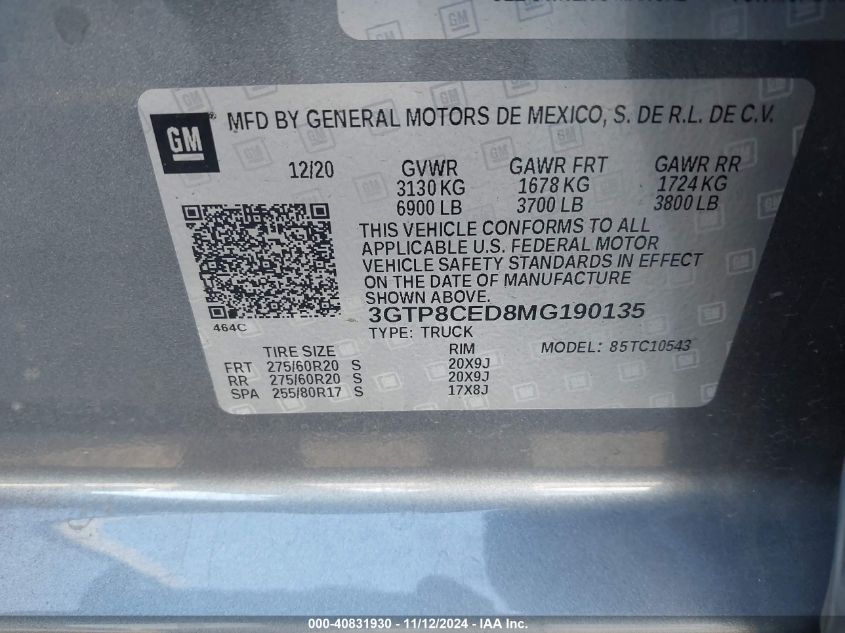 GM
GM
MFD BY GENERAL MOTORS DE MEXICO, S. DE R.L. DE C.V.
12/20 GVWR GAWR FRT GAWR RR
3130 KG 1678 KG 1724 KG
6900 LB 3700 LB 3800 LB
THIS VEHICLE CONFORMS TO ALL
APPLICABLE U.S. FEDERAL MOTOR
VEHICLE SAFETY STANDARDS IN EFFECT
ON THE DATE OF MANUFACTURE
SHOWN ABOVE.
464C
3GTP8CED8MG190135
TYPE: TRUCK
MODEL: 85TC10543
TIRE SIZE RIM
FRT 275/60R20 S 20X9J
RR 275/60R20 S 20X9J
SPA 255/80R17 S 17X8J
000-40831930 - 11/12/2024 - IAA Inc.